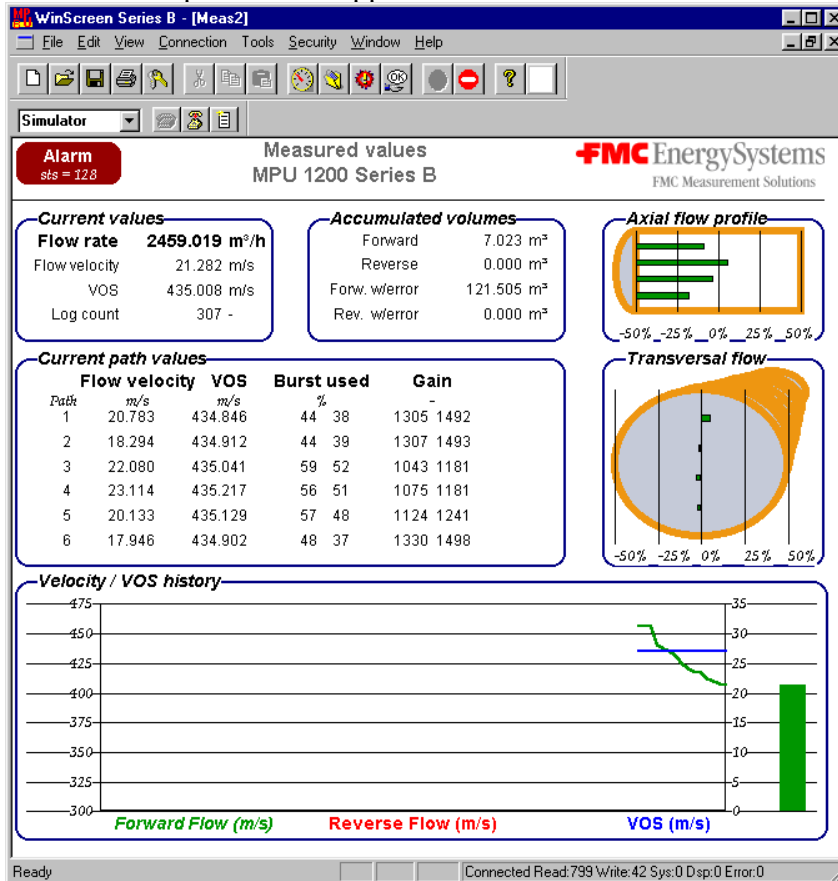 WinScreen Series B - [Meas2]
File Edit View Connection Tools Security Window Help
OK
Simulator
Alarm
sts = 128
Measured values
MPU 1200 Series B
FMC EnergySystems
FMC Measurement Solutions
Current values
Flow rate 2459.019 m³/h
Flow velocity 21.282 m/s
VOS 435.008 m/s
Log count 307 -
Accumulated volumes
Forward 7.023 m³
Reverse 0.000 m³
Forw. w/error 121.505 m³
Rev. w/error 0.000 m³
Axial flow profile
-50% -25% 0% 25% 50%
Current path values
Flow velocity VOS Burst used Gain
Path m/s m/s % -
1 20.783 434.846 44 38 1305 1492
2 18.294 434.912 44 39 1307 1493
3 22.080 435.041 59 52 1043 1181
4 23.114 435.217 56 51 1075 1181
5 20.133 435.129 57 48 1124 1241
6 17.946 434.902 48 37 1330 1498
Transversal flow
-50% -25% 0% 25% 50%
Velocity / VOS history
475 35
450 30
425 25
400 20
375 15
350 10
325 5
300 0
Forward Flow (m/s) Reverse Flow (m/s) VOS (m/s)
Ready Connected Read:799 Write:42 Sys:0 Dsp:0 Error:0